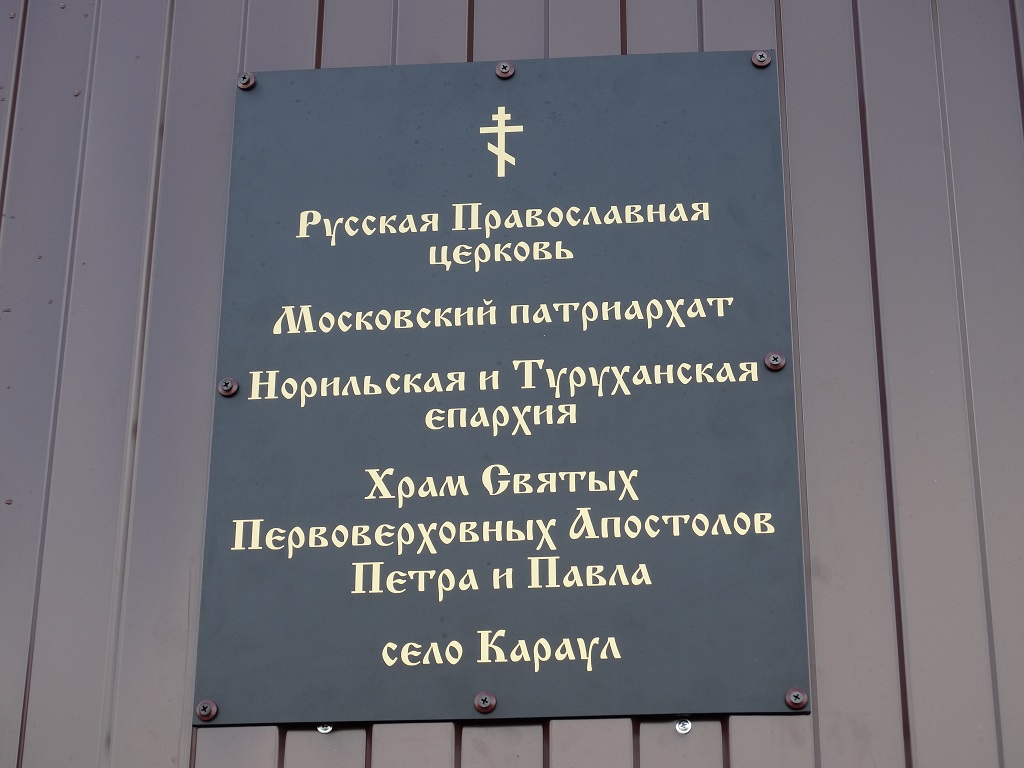 Русская Православная
церковь
Московский патриархат
Норильская и Туруханская
епархия
Храм Святых
Первоверховных Апостолов
Петра и Павла
село Караул